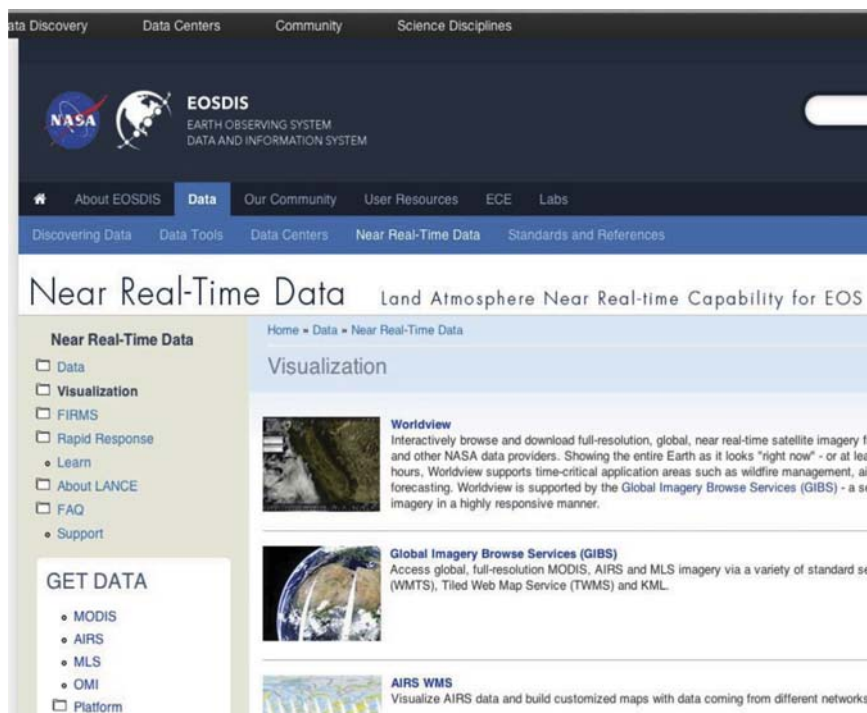 ata Discovery Data Centers Community Science Disciplines
NASA
EOSDIS
EARTH OBSERVING SYSTEM
DATA AND INFORMATION SYSTEM
About EOSDIS Data Our Community User Resources ECE Labs
Discovering Data Data Tools Data Centers Near Real-Time Data Standards and References
Near Real-Time Data Land Atmosphere Near Real-time Capability for EOS
Near Real-Time Data
Data
Visualization
FIRMS
Rapid Response
Learn
About LANCE
FAQ
Support
GET DATA
MODIS
AIRS
MLS
OMI
Platform
Home » Data » Near Real-Time Data
Visualization
Worldview
Interactively browse and download full-resolution, global, near real-time satellite imagery f
and other NASA data providers. Showing the entire Earth as it looks "right now" - or at lea
hours, Worldview supports time-critical application areas such as wildfire management, ai
forecasting. Worldview is supported by the Global Imagery Browse Services (GIBS) - a se
imagery in a highly responsive manner.
Global Imagery Browse Services (GIBS)
Access global, full-resolution MODIS, AIRS and MLS imagery via a variety of standard se
(WMTS), Tiled Web Map Service (TWMS) and KML.
AIRS WMS
Visualize AIRS data and build customized maps with data coming from different networks